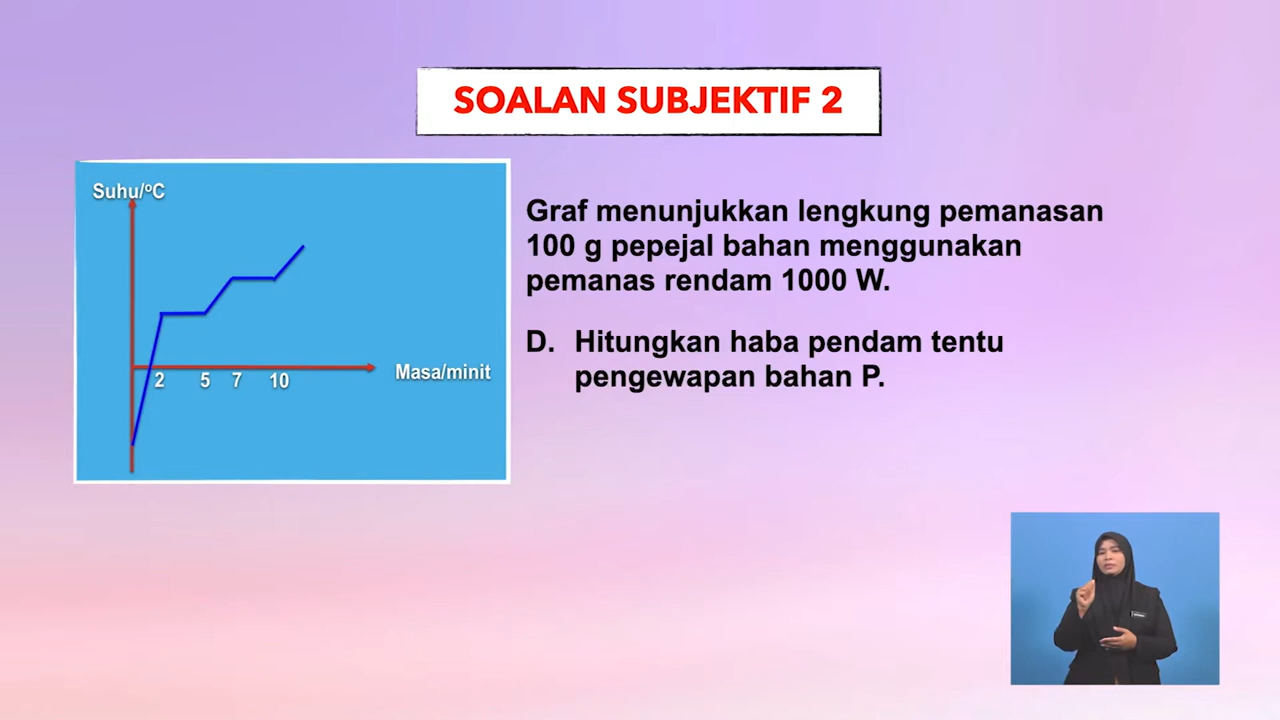 SOALAN SUBJEKTIF 2
Suhu/ºC
2 5 7 10
Masa/minit
Graf menunjukkan lengkung pemanasan
100 g pepejal bahan menggunakan
pemanas rendam 1000 W.
D. Hitungkan haba pendam tentu
pengewapan bahan P.